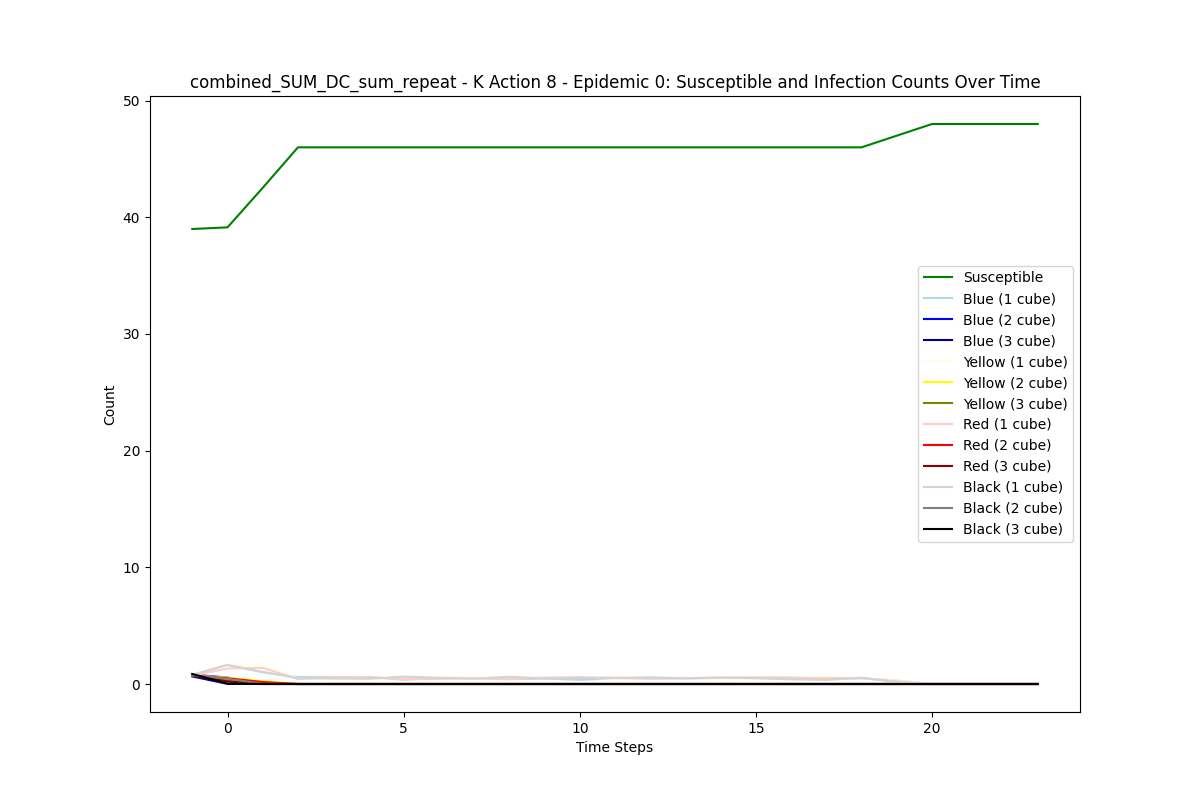 combined_SUM_DC_sum_repeat - K Action 8 - Epidemic 0: Susceptible and Infection Counts Over Time
50
40
30
20
10
0
Count
Susceptible
Blue (1 cube)
Blue (2 cube)
Blue (3 cube)
Yellow (1 cube)
Yellow (2 cube)
Yellow (3 cube)
Red (1 cube)
Red (2 cube)
Red (3 cube)
Black (1 cube)
Black (2 cube)
Black (3 cube)
0 5 10 15 20
Time Steps